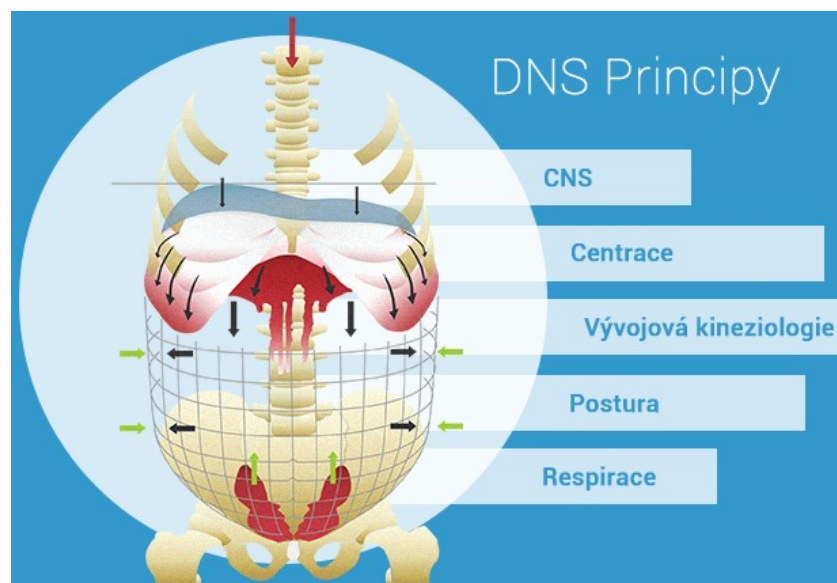 DNS Principy
CNS
Centrace
Vývojová kineziologie
Postura
Respirace